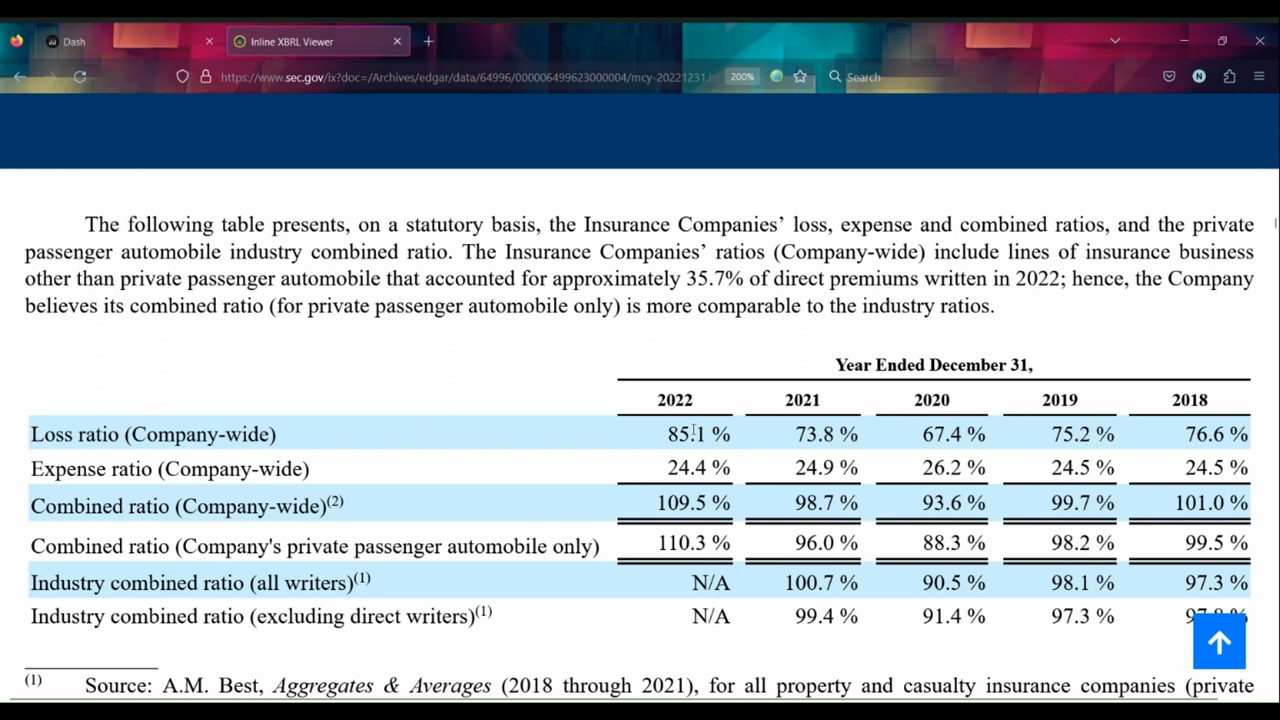 Dash
Inline XBRL Viewer
https://www.sec.gov/ix?doc=/Archives/edgar/data/64996/000006499623000004/mcy-20221231.
200%
Search
N
The following table presents, on a statutory basis, the Insurance Companies’ loss, expense and combined ratios, and the private
passenger automobile industry combined ratio. The Insurance Companies’ ratios (Company-wide) include lines of insurance business
other than private passenger automobile that accounted for approximately 35.7% of direct premiums written in 2022; hence, the Company
believes its combined ratio (for private passenger automobile only) is more comparable to the industry ratios.
Year Ended December 31,
2022 2021 2020 2019 2018
Loss ratio (Company-wide) 85.1 % 73.8 % 67.4 % 75.2 % 76.6 %
Expense ratio (Company-wide) 24.4 % 24.9 % 26.2 % 24.5 % 24.5 %
Combined ratio (Company-wide)(2) 109.5 % 98.7 % 93.6 % 99.7 % 101.0 %
Combined ratio (Company's private passenger automobile only) 110.3 % 96.0 % 88.3 % 98.2 % 99.5 %
Industry combined ratio (all writers)(1) N/A 100.7 % 90.5 % 98.1 % 97.3 %
Industry combined ratio (excluding direct writers)(1) N/A 99.4 % 91.4 % 97.3 %
(1) Source: A.M. Best, Aggregates & Averages (2018 through 2021), for all property and casualty insurance companies (private